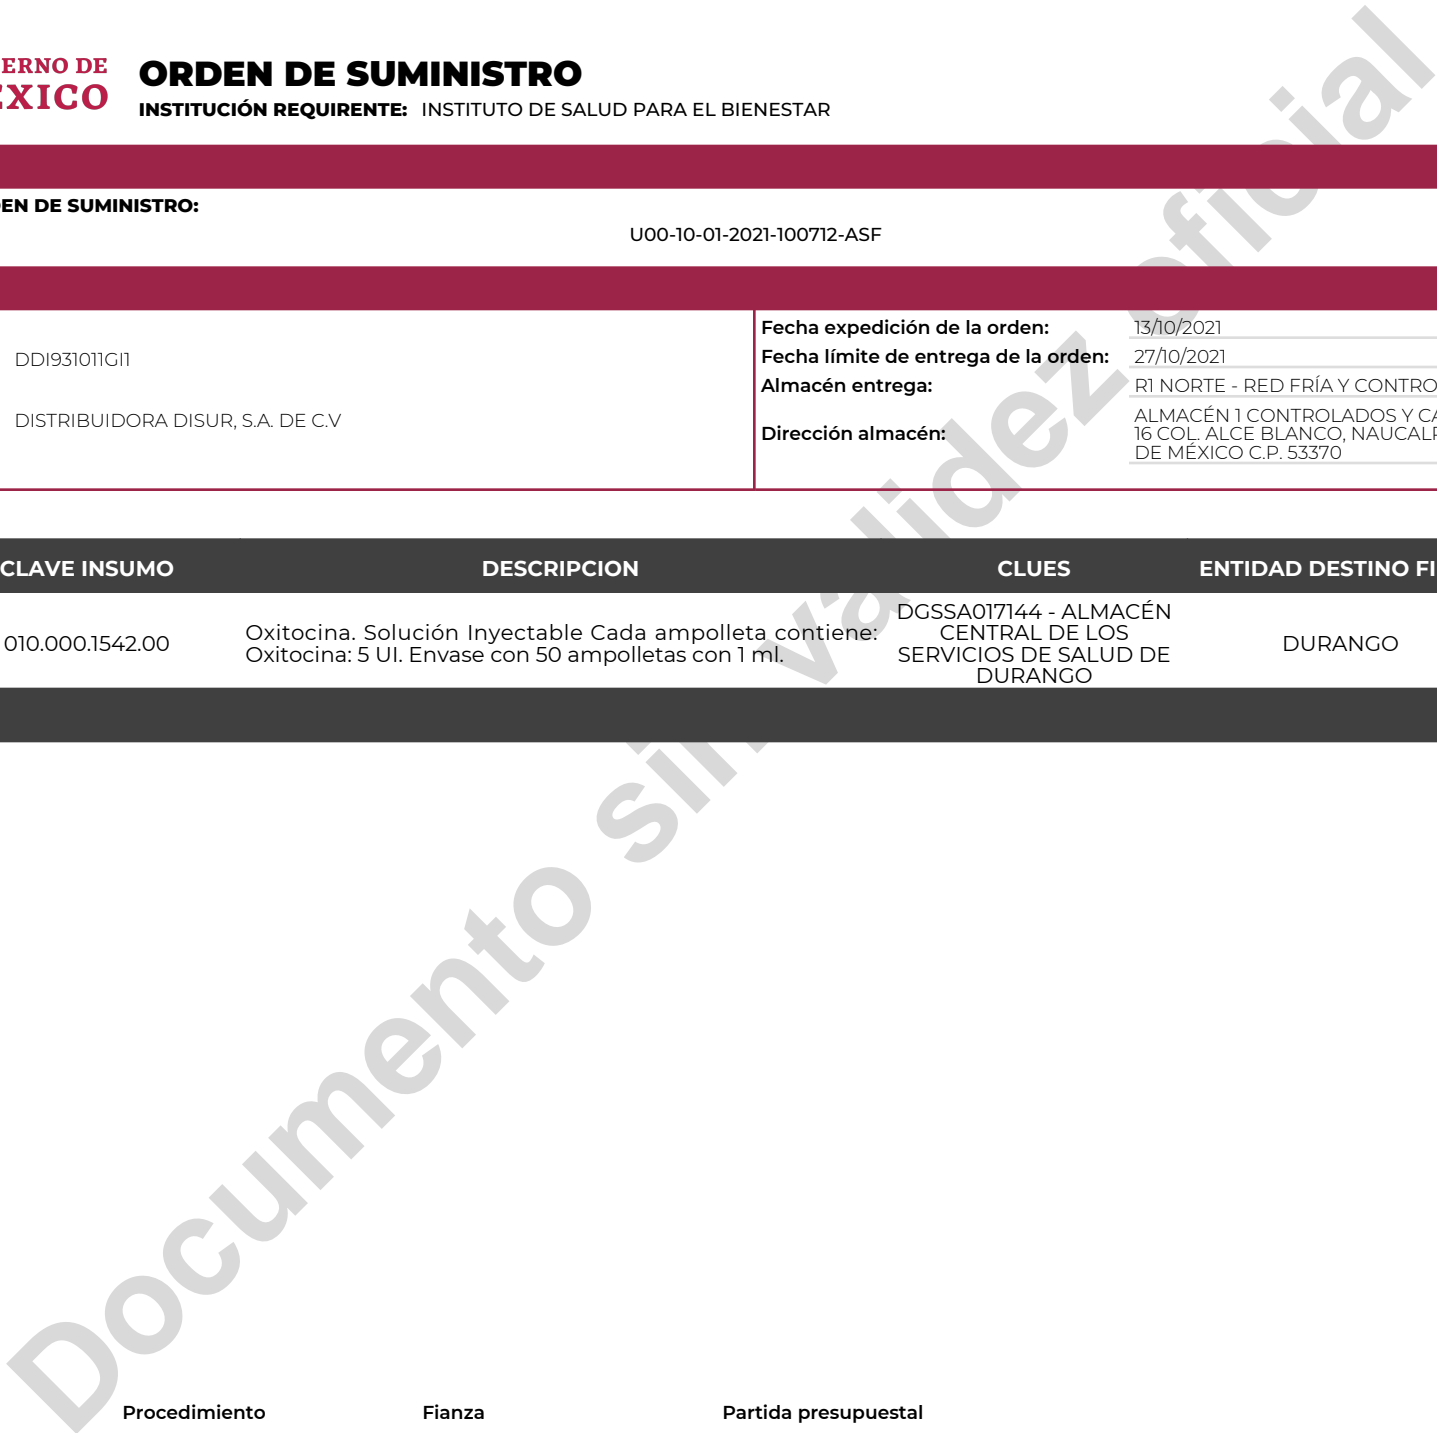 ERNO DE
ORDEN DE SUMINISTRO
XICO
INSTITUCIÓN REQUIRENTE: INSTITUTO DE SALUD PARA EL BIENESTAR
EN DE SUMINISTRO:
U00-10-01-2021-100712-ASF
DDI931011GI1
DISTRIBUIDORA DISUR, S.A. DE C.V
Fecha expedición de la orden: 13/10/2021
Fecha límite de entrega de la orden: 27/10/2021
Almacén entrega: R1 NORTE - RED FRÍA Y CONTRO
Dirección almacén: ALMACÉN 1 CONTROLADOS Y CA
16 COL. ALCE BLANCO, NAUCALP
DE MÉXICO C.P. 53370
CLAVE INSUMO DESCRIPCION CLUES ENTIDAD DESTINO FI
010.000.1542.00
Oxitocina. Solución Inyectable Cada ampolleta contiene:
Oxitocina: 5 UI. Envase con 50 ampolletas con 1 ml.
DGSSA017144 - ALMACÉN
CENTRAL DE LOS
SERVICIOS DE SALUD DE
DURANGO
DURANGO
Documento sin validez oficial
Procedimiento Fianza Partida presupuestal